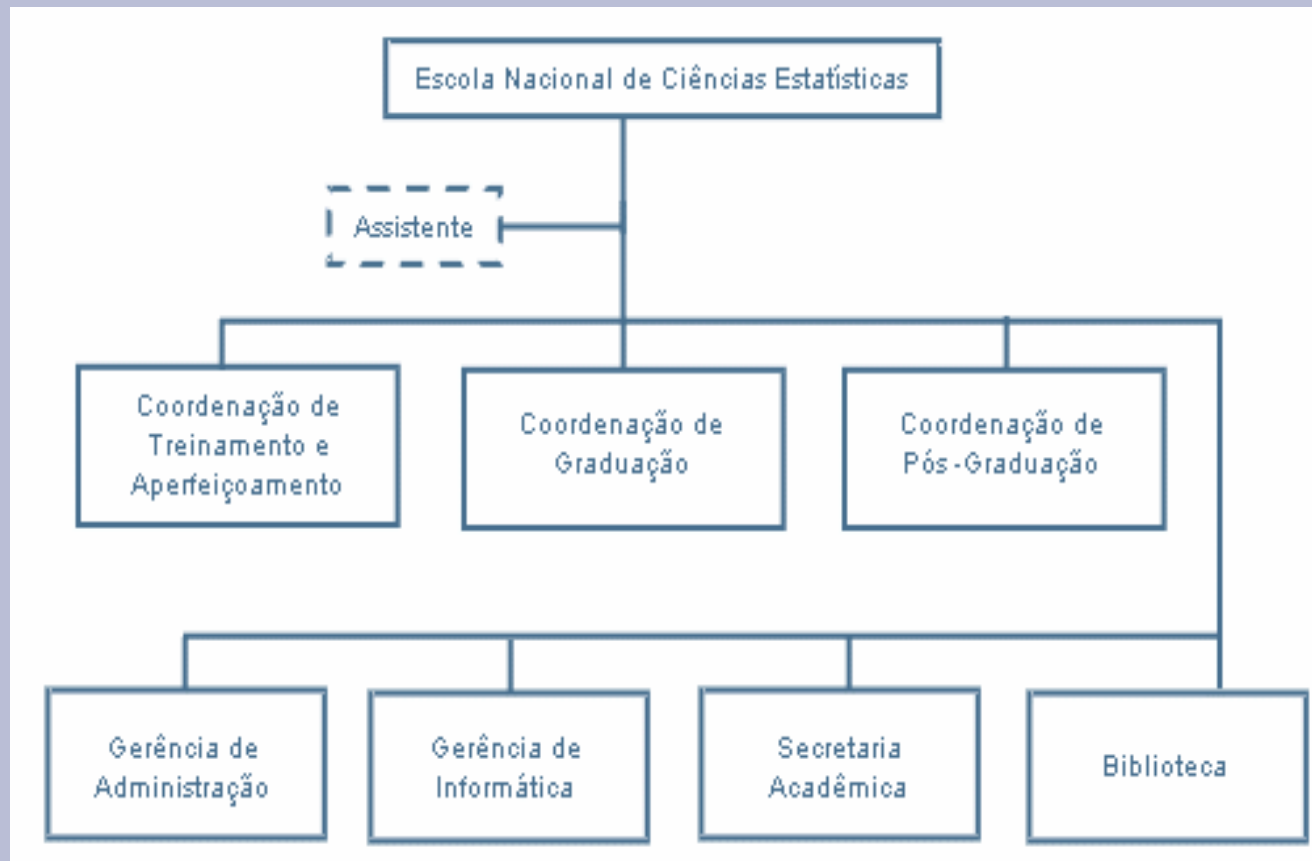 Escola Nacional de Ciências Estatísticas
Assistente
Coordenação de
Treinamento e
Aperfeiçoamento
Coordenação de
Graduação
Coordenação de
Pós-Graduação
Gerência de
Administração
Gerência de
Informática
Secretaria
Acadêmica
Biblioteca